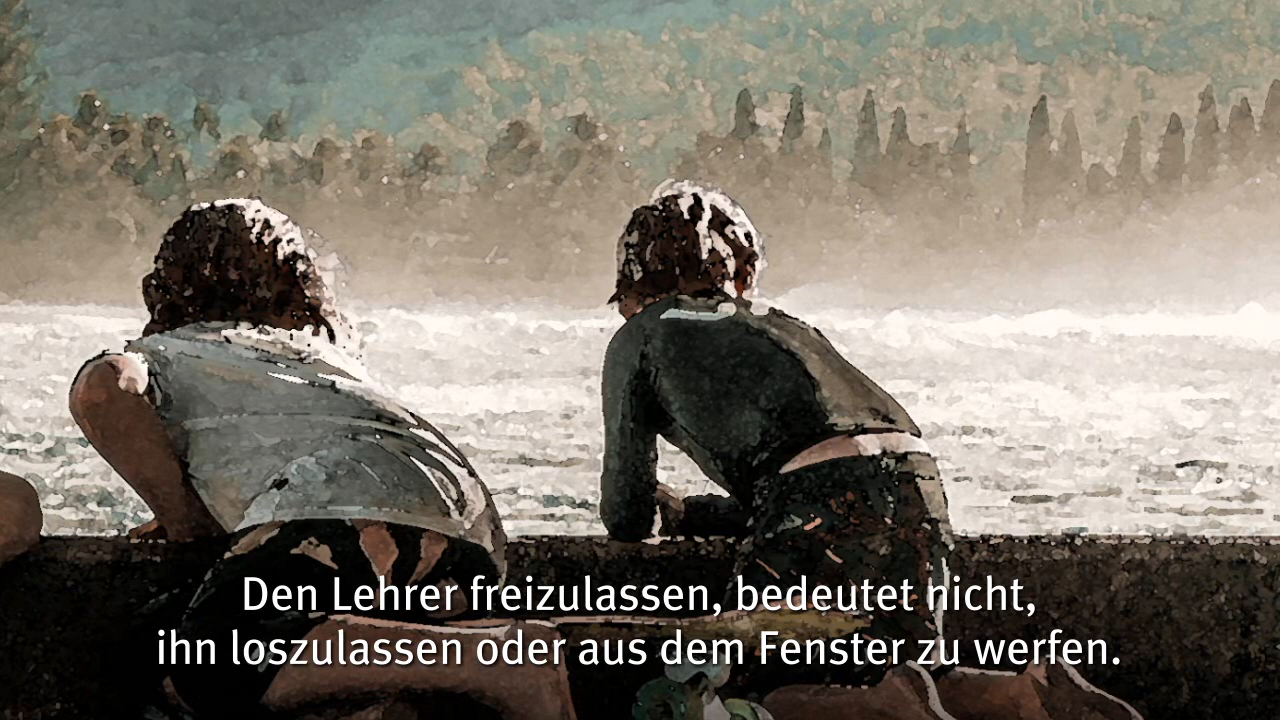 Den Lehrer freizulassen, bedeutet nicht,
ihn loszulassen oder aus dem Fenster zu werfen.